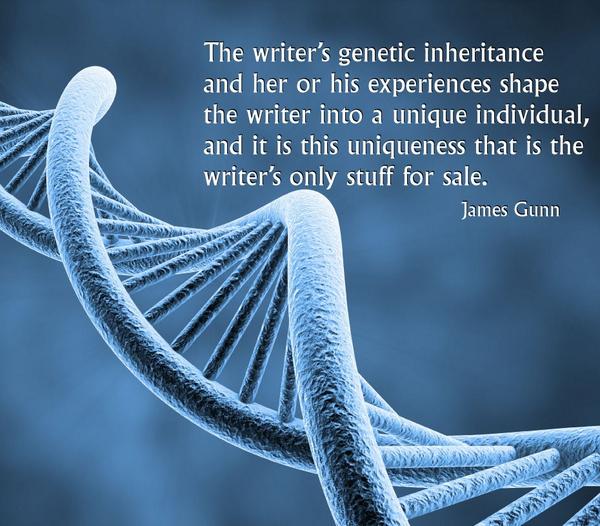 The writer's genetic inheritance
and her or his experiences shape
the writer into a unique individual,
and it is this uniqueness that is the
writer's only stuff for sale.
James Gunn